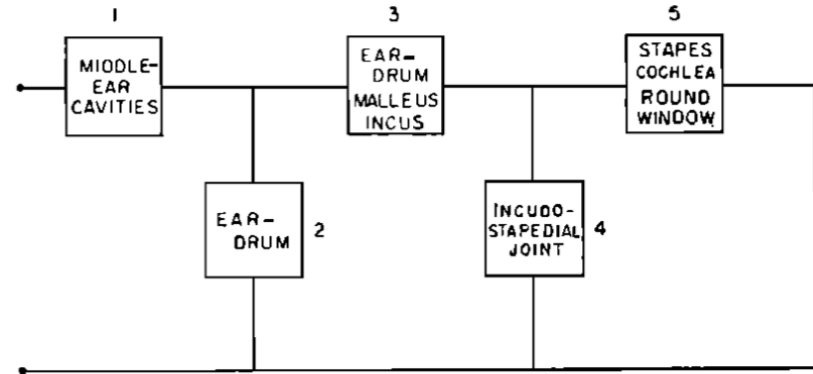 1
3
5
MIDDLE-
EAR
CAVITIES
EAR-
DRUM
MALLEUS
INCUS
STAPES
COCHLEA
ROUND
WINDOW
EAR-
DRUM
2
INCUDO-
STAPEDIAL
JOINT
4